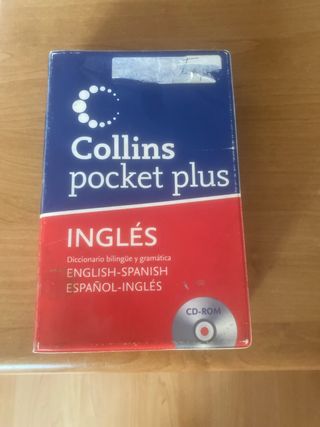 Collins
pocket plus
INGLÉS
Diccionario bilingüe y gramática
ENGLISH-SPANISH
ESPAÑOL-INGLÉS
CD-ROM